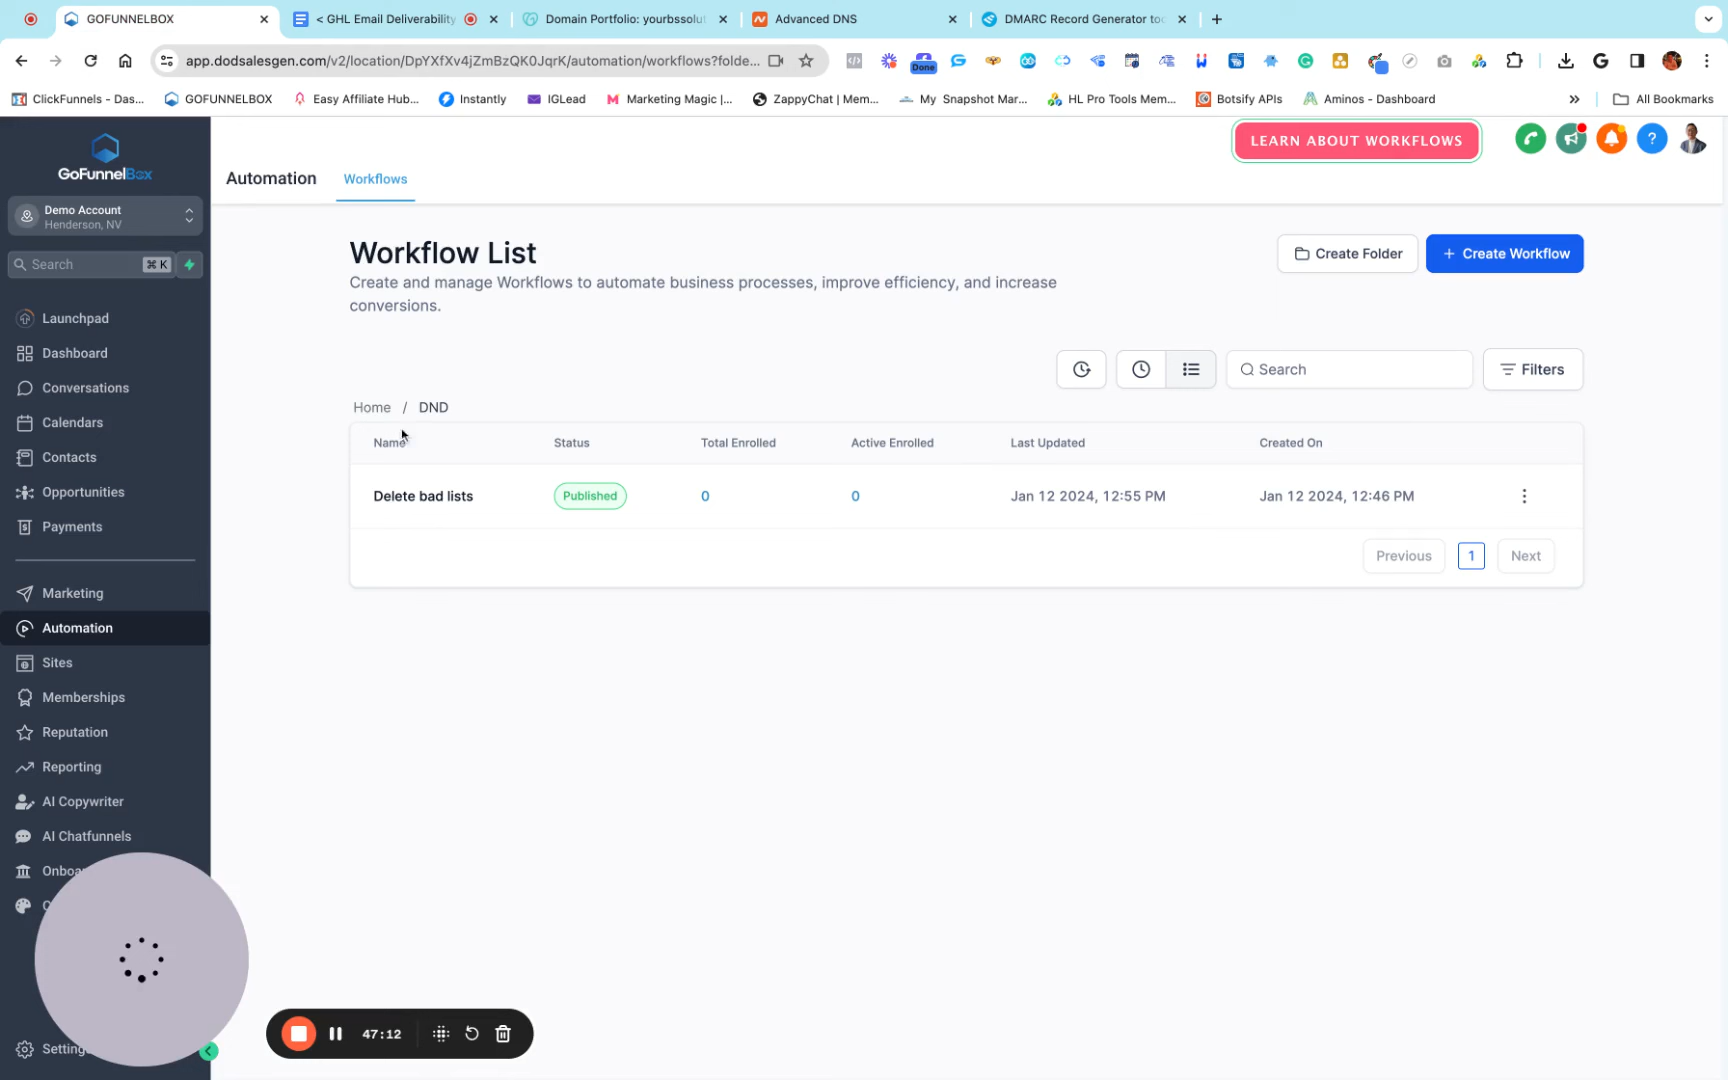 GOFUNNELBOX
< GHL Email Deliverability
Domain Portfolio: yourbssolut
Advanced DNS
DMARC Record Generator too
app.dodsalesgen.com/v2/location/DpYXfXv4jZmBzQK0JqrK/automation/workflows?folde...
Done
ClickFunnels - Das...
GOFUNNELBOX
Easy Affiliate Hub...
Instantly
IGLead
Marketing Magic |...
ZappyChat | Mem...
My Snapshot Mar...
HL Pro Tools Mem...
Botsify APIs
Aminos - Dashboard
All Bookmarks
GoFunnelBox
Demo Account
Henderson, NV
Search
⌘ K
Launchpad
Dashboard
Conversations
Calendars
Contacts
Opportunities
Payments
Marketing
Automation
Sites
Memberships
Reputation
Reporting
AI Copywriter
AI Chatfunnels
Onboa
Settings
LEARN ABOUT WORKFLOWS
Automation
Workflows
Workflow List
Create and manage Workflows to automate business processes, improve efficiency, and increase
conversions.
Create Folder
+ Create Workflow
Search
Filters
Home / DND
Name Status Total Enrolled Active Enrolled Last Updated Created On
Delete bad lists Published 0 0 Jan 12 2024, 12:55 PM Jan 12 2024, 12:46 PM
Previous 1 Next
47:12